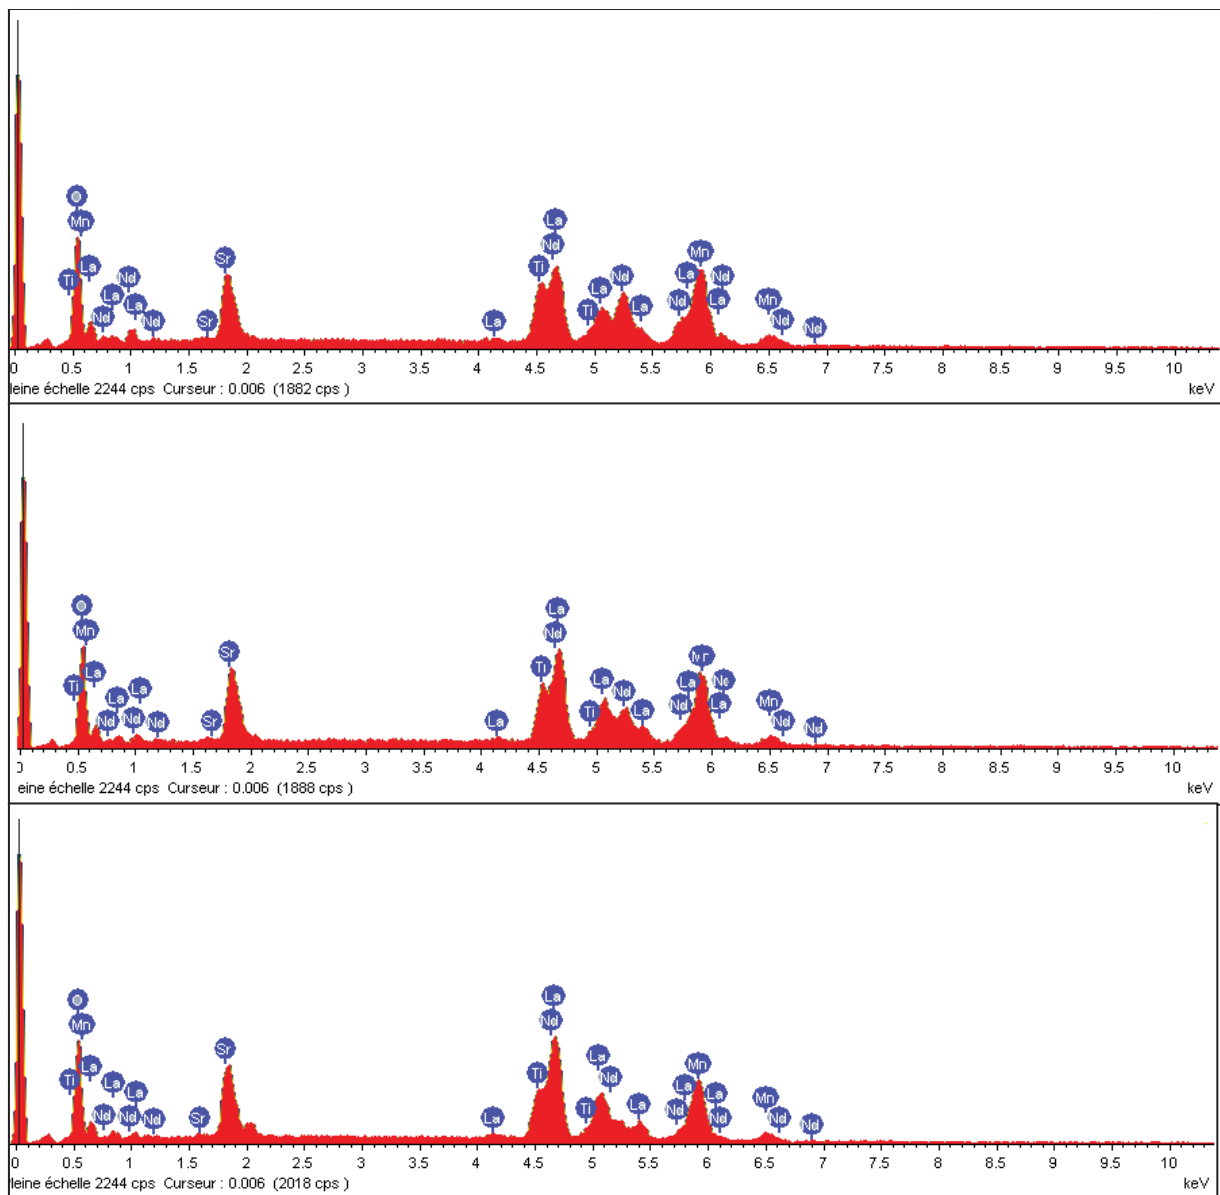 O
Mn
La
Ti
Nd
La
Nd
La
Nd
Sr
Sr
La
La
Nd
Ti
La
Ti
Nd
La
Mn
La
Nd
Nd
La
Mn
Nd
Nd
0 0.5 1 1.5 2 2.5 3 3.5 4 4.5 5 5.5 6 6.5 7 7.5 8 8.5 9 9.5 10
leine échelle 2244 cps Curseur : 0.006 (1882 cps ) keV
O
Mn
La
Ti
Nd
La
La
Nd
Nd
Sr
Sr
La
La
Nd
Ti
La
Ti
Nd
La
Mn
La
Nd
Nd
La
Mn
Nd
Nd
0 0.5 1 1.5 2 2.5 3 3.5 4 4.5 5 5.5 6 6.5 7 7.5 8 8.5 9 9.5 10
eine échelle 2244 cps Curseur : 0.006 (1888 cps ) keV
O
Mn
La
Ti
Nd
La
La
Nd
Nd
Sr
Sr
La
La
Nd
Ti
La
Nd
Ti
La
Mn
La
Nd
La
Nd
Mn
Nd
Nd
0 0.5 1 1.5 2 2.5 3 3.5 4 4.5 5 5.5 6 6.5 7 7.5 8 8.5 9 9.5 10
leine échelle 2244 cps Curseur : 0.006 (2018 cps ) keV